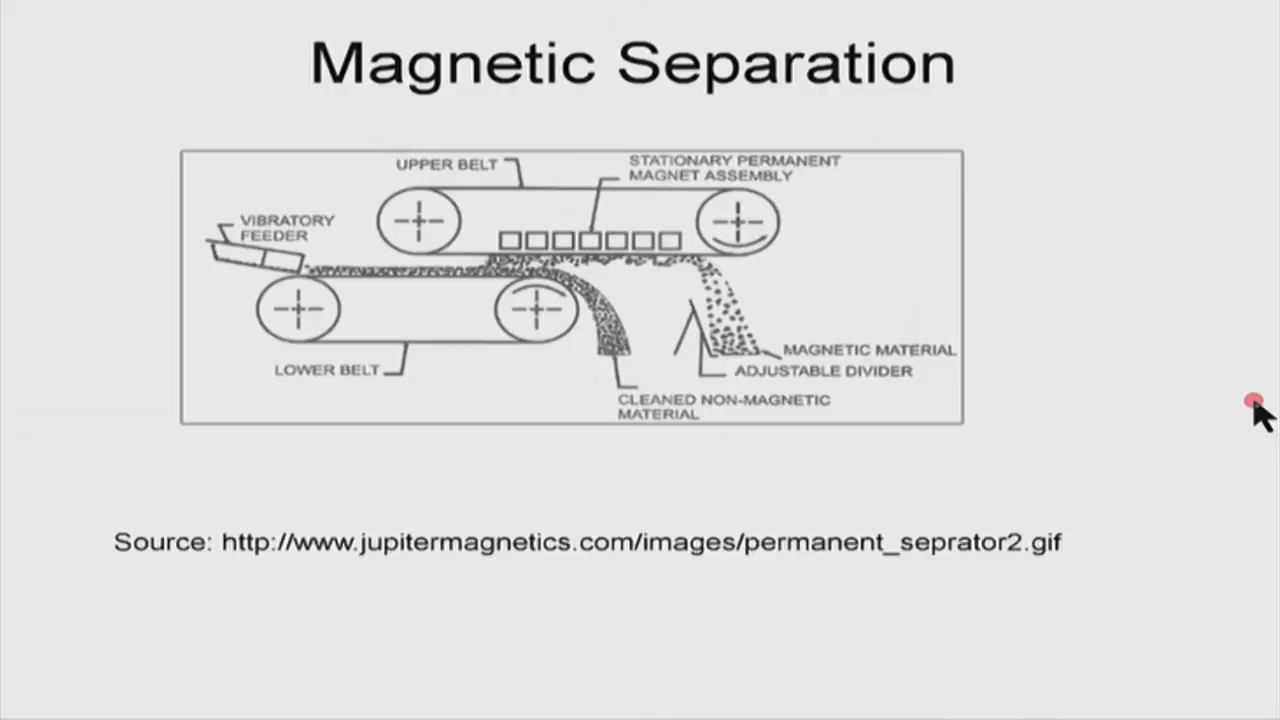 Magnetic Separation
UPPER BELT
STATIONARY PERMANENT
MAGNET ASSEMBLY
VIBRATORY
FEEDER
LOWER BELT
MAGNETIC MATERIAL
ADJUSTABLE DIVIDER
CLEANED NON-MAGNETIC
MATERIAL
Source: http://www.jupitermagnetics.com/images/permanent_seprator2.gif